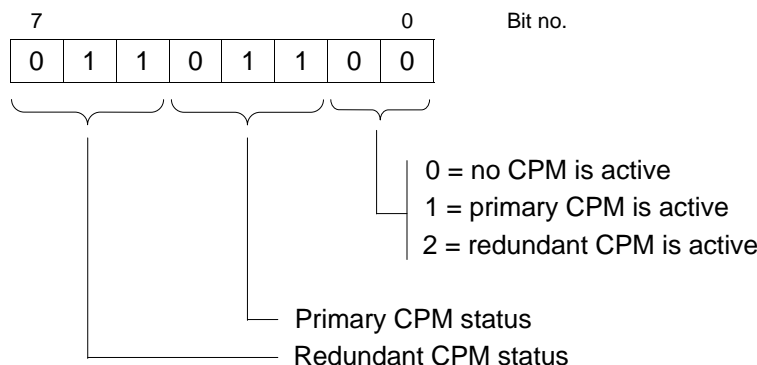 7 0 Bit no.
0 1 1 0 1 1 0 0
0 = no CPM is active
1 = primary CPM is active
2 = redundant CPM is active
Primary CPM status
Redundant CPM status